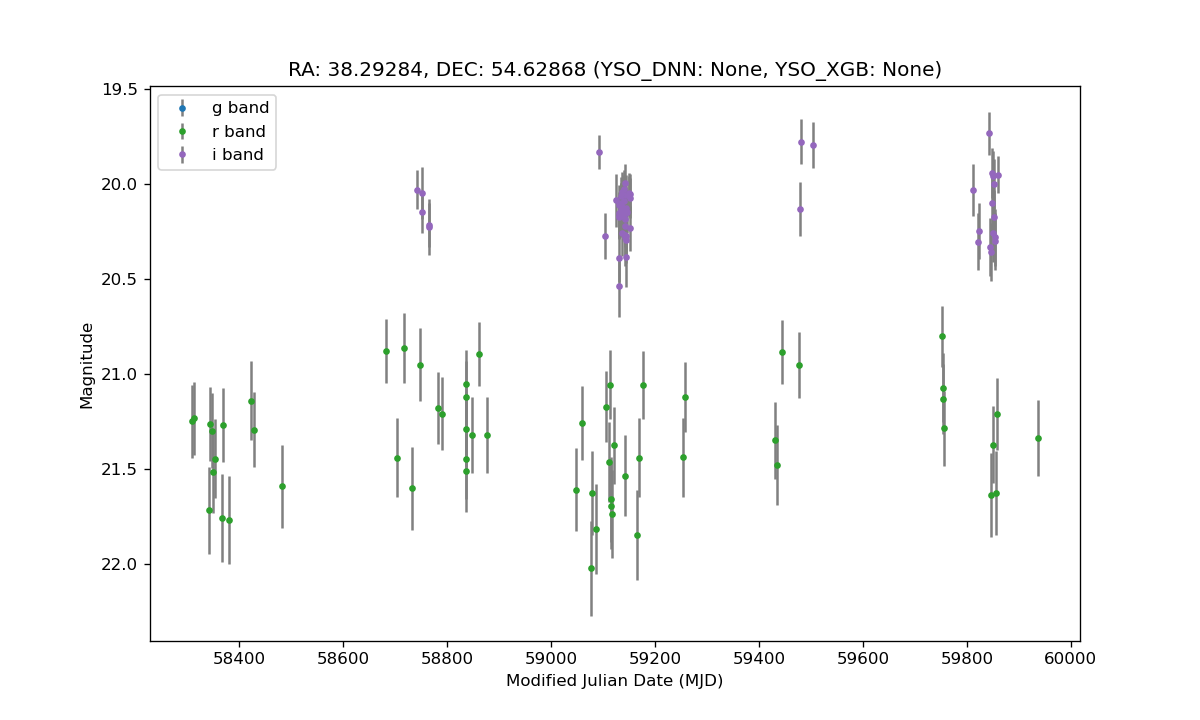 RA: 38.29284, DEC: 54.62868 (YSO_DNN: None, YSO_XGB: None)
g band
r band
i band
19.5
20.0
20.5
21.0
21.5
22.0
Magnitude
58400 58600 58800 59000 59200 59400 59600 59800 60000
Modified Julian Date (MJD)